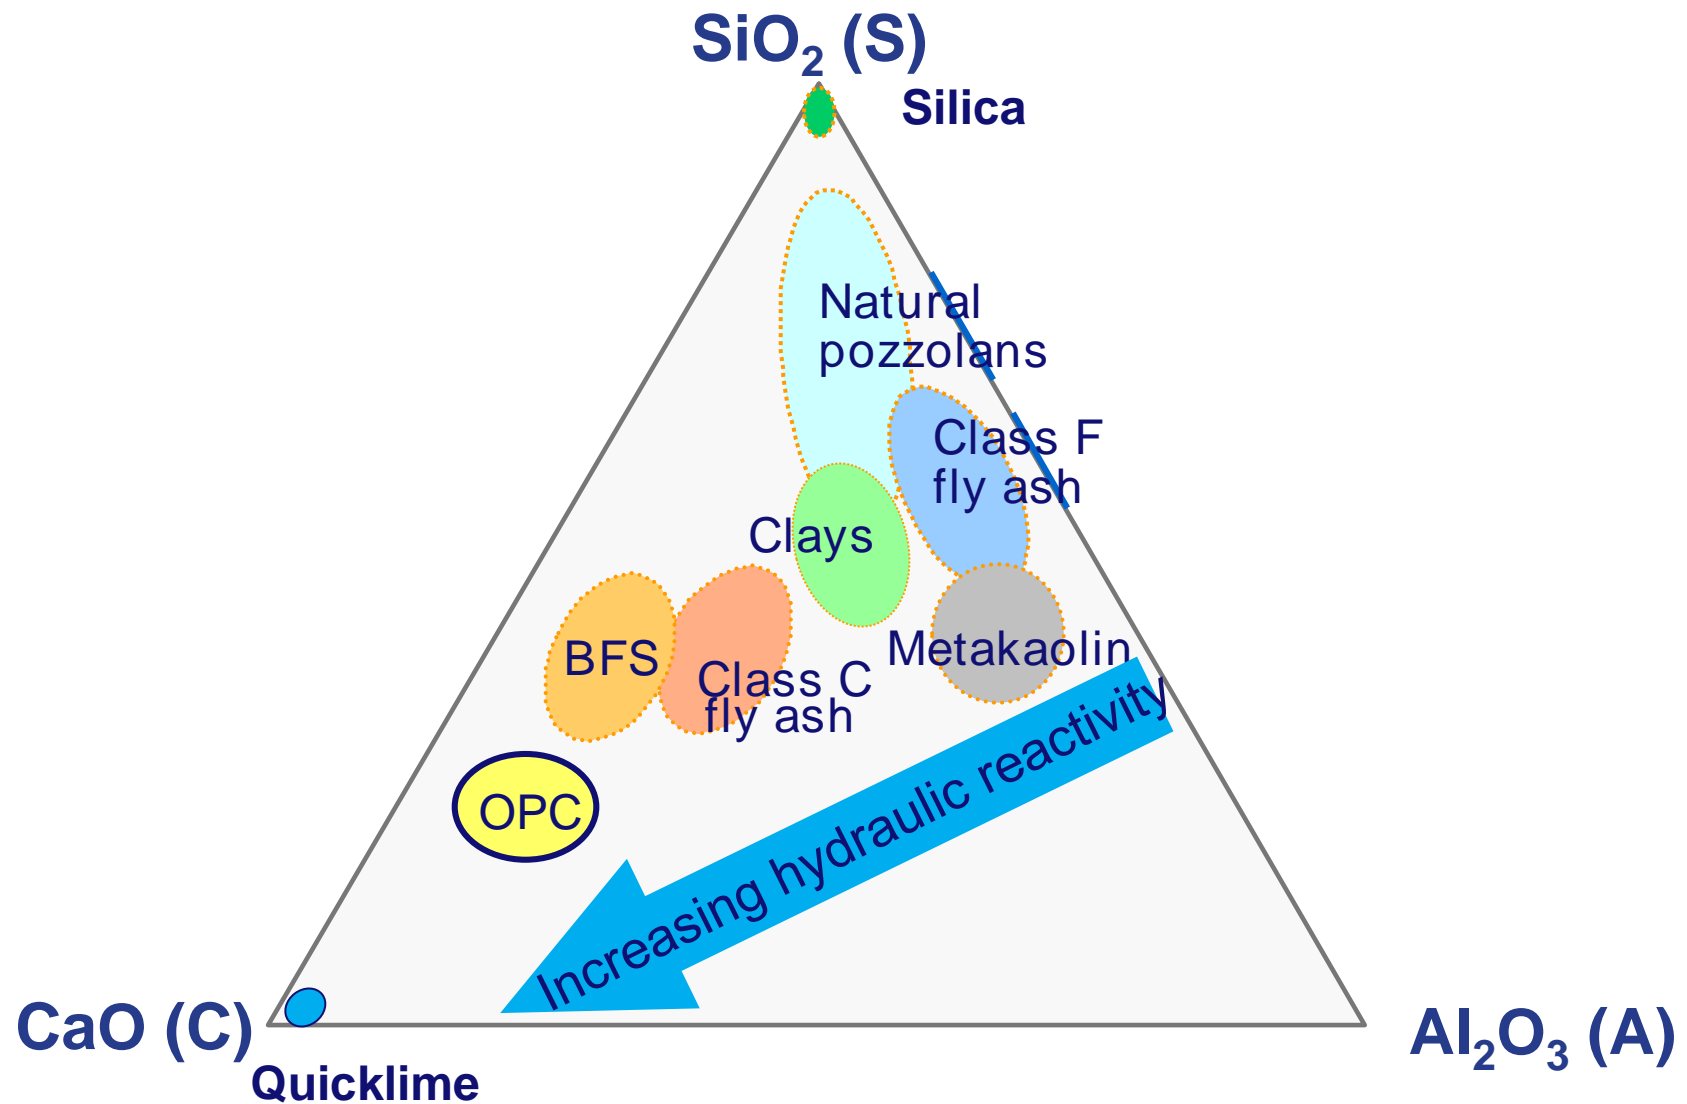 SiO₂ (S)
Silica
Natural
pozzolans
Class F
fly ash
Clays
BFS
Class C
fly ash
Metakaolin
OPC
Increasing hydraulic reactivity
CaO (C)
Al₂O₃ (A)
Quicklime